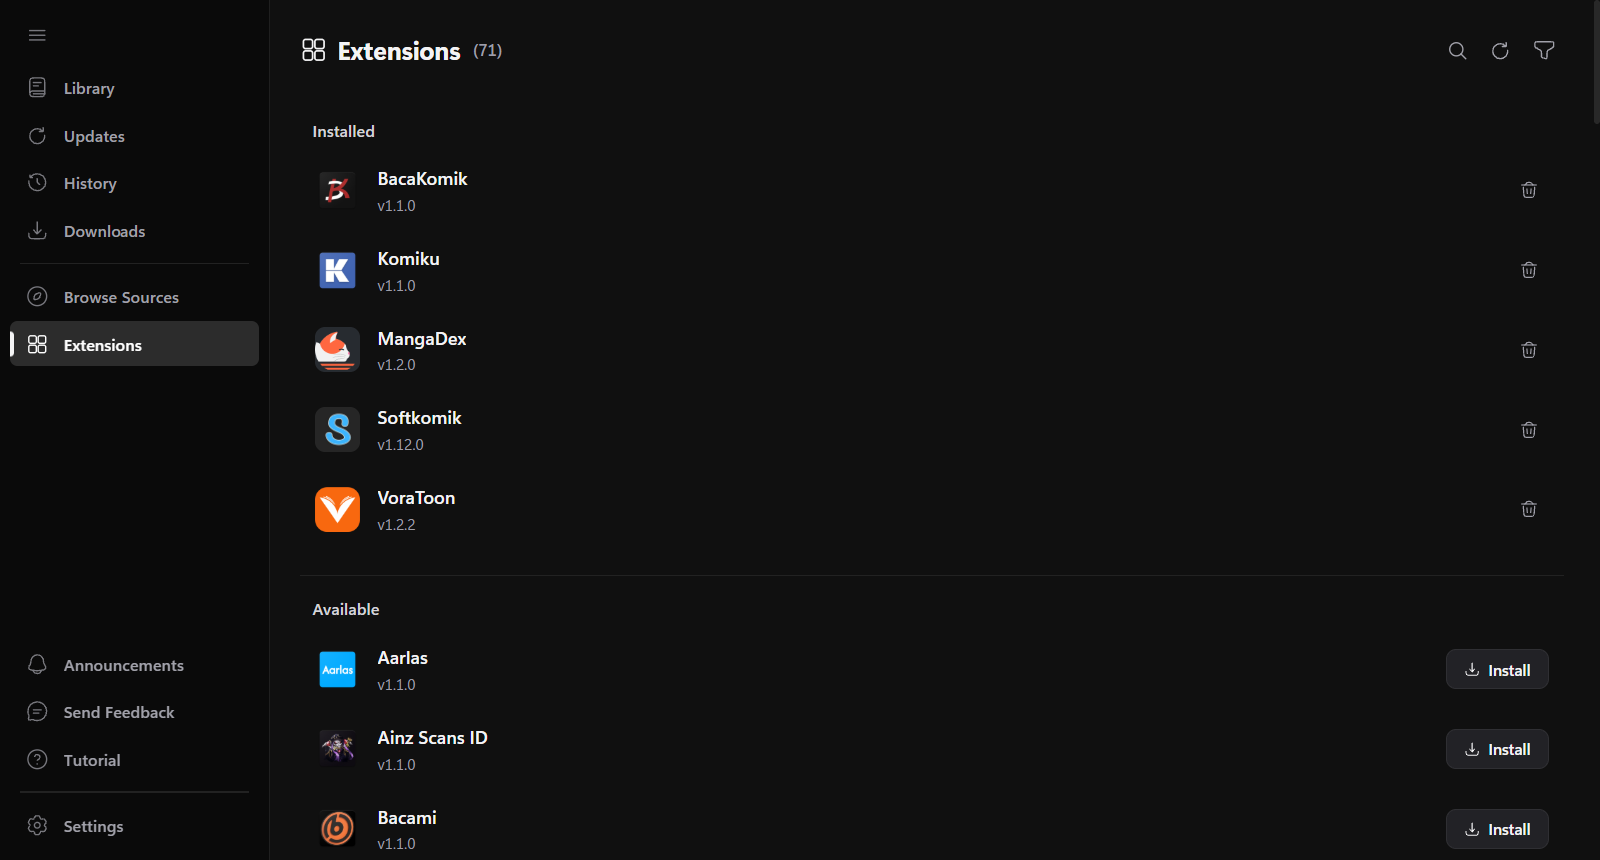 Library
Updates
History
Downloads
Browse Sources
Extensions
Announcements
Send Feedback
Tutorial
Settings
Extensions (71)
Installed
BacaKomik
v1.1.0
Komiku
v1.1.0
MangaDex
v1.2.0
Softkomik
v1.12.0
VoraToon
v1.2.2
Available
Aarlas
Aarlas
v1.1.0
Install
Ainz Scans ID
v1.1.0
Install
Bacami
v1.1.0
Install